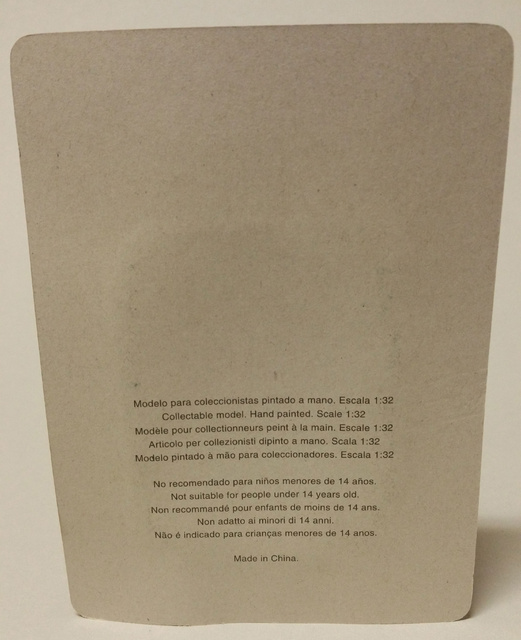 Modelo para coleccionistas pintado a mano. Escala 1:32
Collectable model. Hand painted. Scale 1:32
Modèle pour collectionneurs peint à la main. Escale 1:32
Articolo per collezionisti dipinto a mano. Scala 1:32
Modelo pintado à mão para coleccionadores. Escala 1:32
No recomendado para niños menores de 14 años.
Not suitable for people under 14 years old.
Non recommandé pour enfants de moins de 14 ans.
Non adatto ai minori di 14 anni.
Não é indicado para crianças menores de 14 anos.
Made in China.